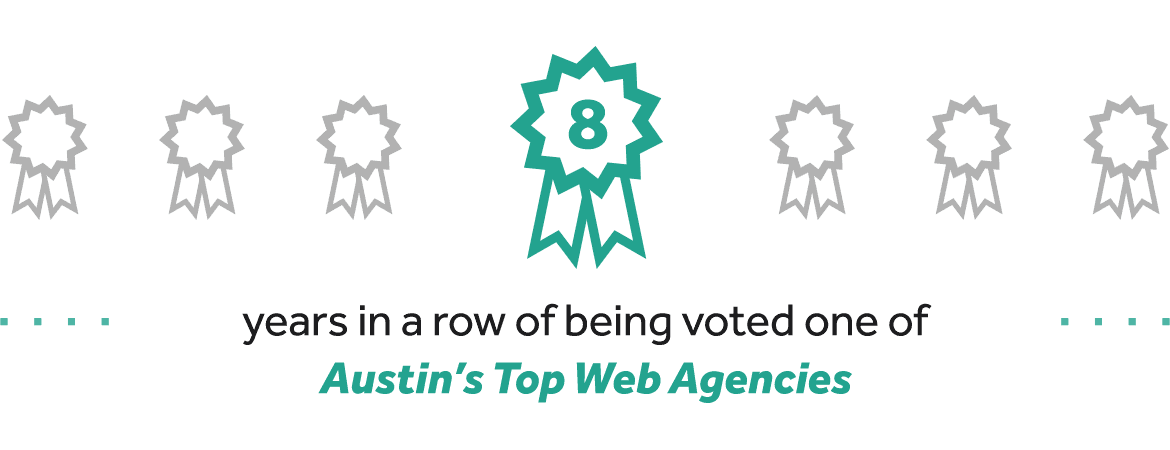 8
years in a row of being voted one of
Austin's Top Web Agencies